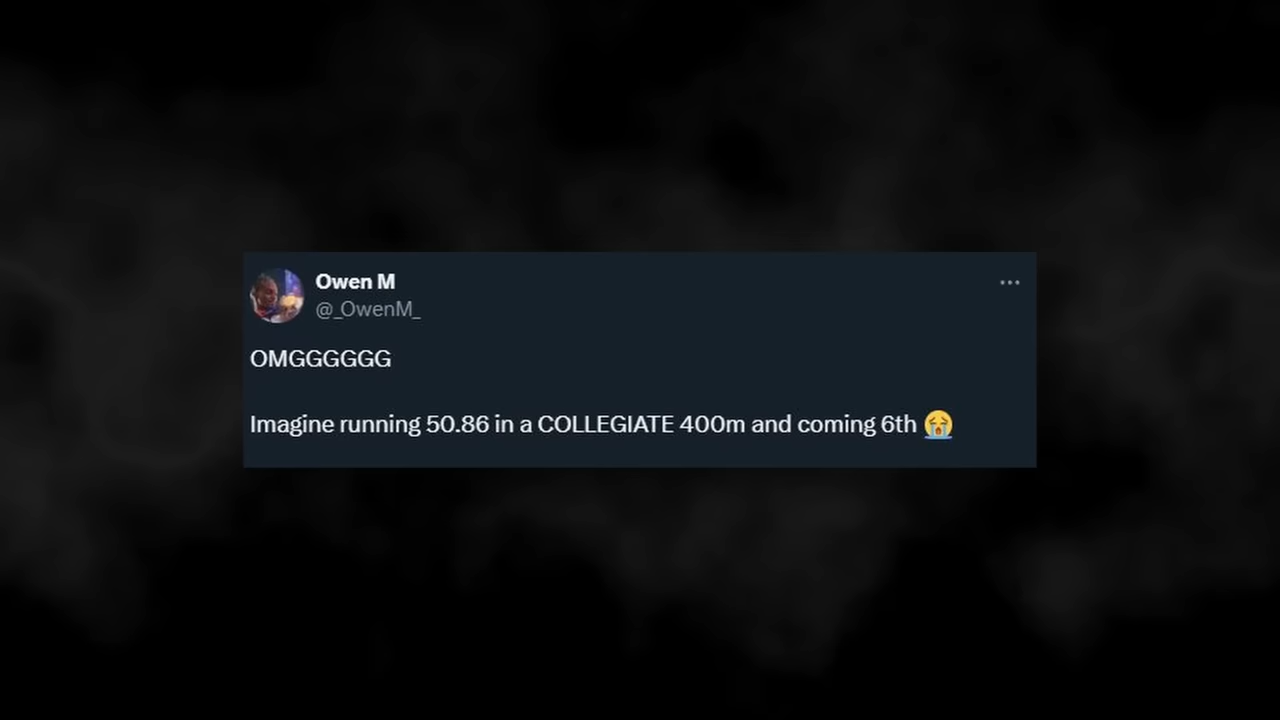 Owen M
@_OwenM_
OMGGGGGG
Imagine running 50.86 in a COLLEGIATE 400m and coming 6th 😭